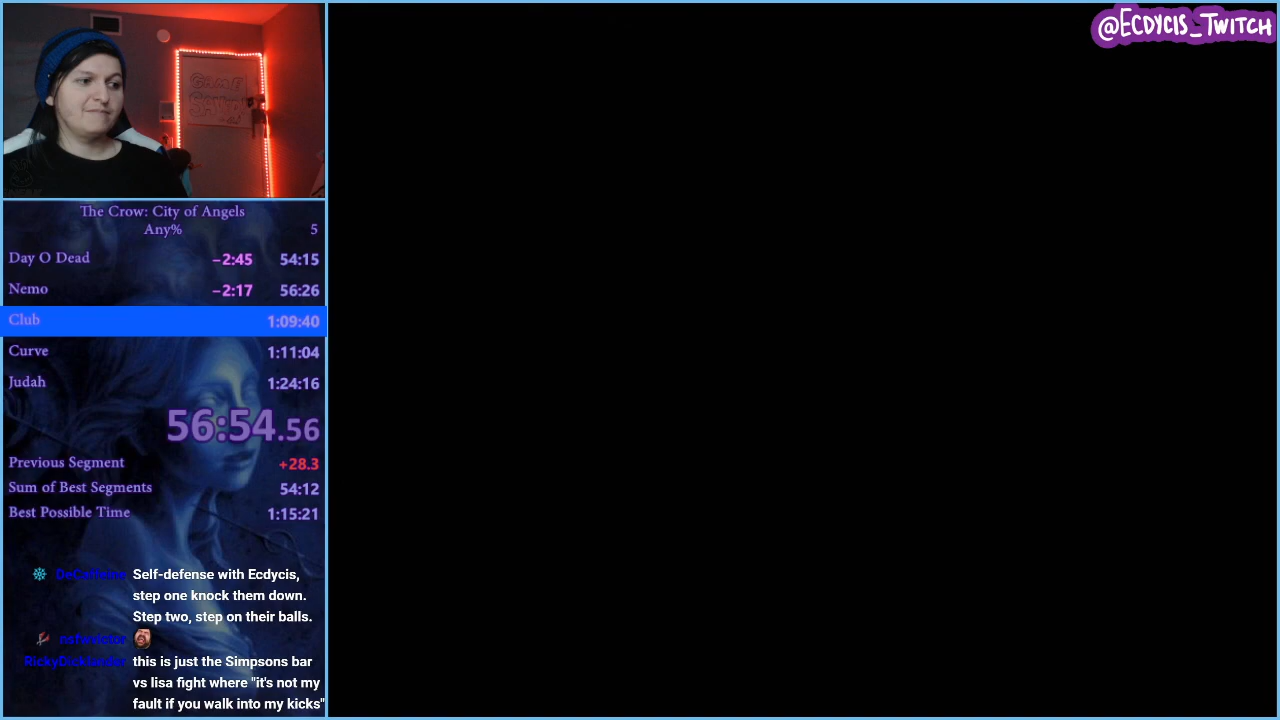 @Ecdycis_Twitch
The Crow: City of Angels
Any% 5
Day O Dead −2:45 54:15
Nemo −2:17 56:26
Club 1:09:40
Curve 1:11:04
Judah 1:24:16
56:54.56
Previous Segment +28.3
Sum of Best Segments 54:12
Best Possible Time 1:15:21
DeCaffeine Self-defense with Ecdycis,
step one knock them down.
Step two, step on their balls.
nsfwvictor
this is just the Simpsons bar
vs lisa fight where "it's not my
fault if you walk into my kicks"